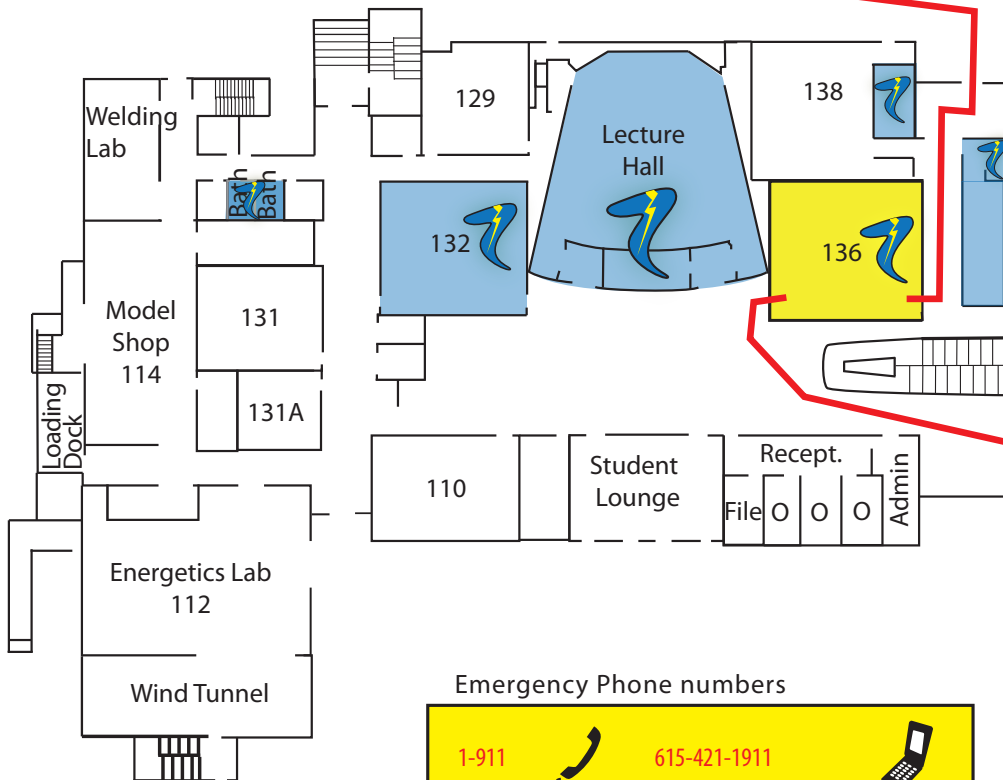 129
138
Welding
Lab
Lecture
Hall
Bath
Bath
132
136
Model
Shop
114
131
131A
Loading
Dock
110
Student
Lounge
Recept.
File
O
O
O
Admin
Energetics Lab
112
Wind Tunnel
Emergency Phone numbers
1-911
615-421-1911